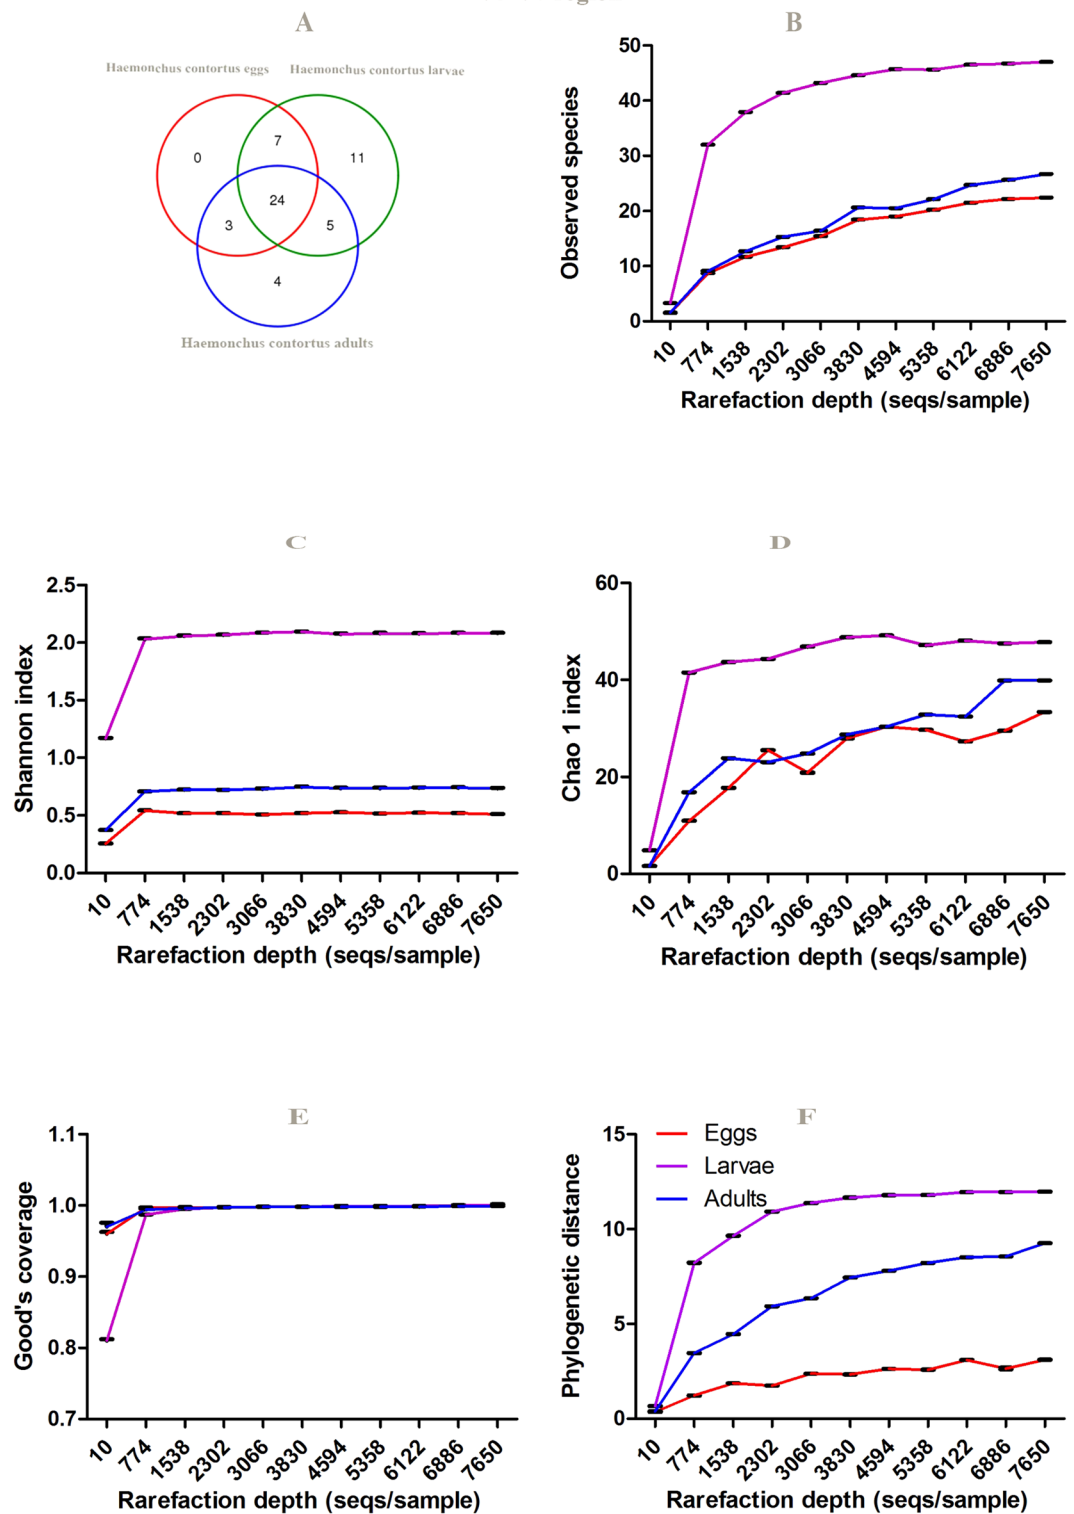 A
Haemonchus contortus eggs
Haemonchus contortus larvae
0
7
11
24
3
5
4
Haemonchus contortus adults
B
50
40
30
20
10
0
Observed species
10 774 1538 2302 3066 3830 4594 5358 6122 6886 7650
Rarefaction depth (seqs/sample)
C
2.5
2.0
1.5
1.0
0.5
0.0
Shannon index
10 774 1538 2302 3066 3830 4594 5358 6122 6886 7650
Rarefaction depth (seqs/sample)
D
60
40
20
0
Chao 1 index
10 774 1538 2302 3066 3830 4594 5358 6122 6886 7650
Rarefaction depth (seqs/sample)
E
1.1
1.0
0.9
0.8
0.7
Good's coverage
10 774 1538 2302 3066 3830 4594 5358 6122 6886 7650
Rarefaction depth (seqs/sample)
F
15
10
5
0
Phylogenetic distance
Eggs
Larvae
Adults
10 774 1538 2302 3066 3830 4594 5358 6122 6886 7650
Rarefaction depth (seqs/sample)